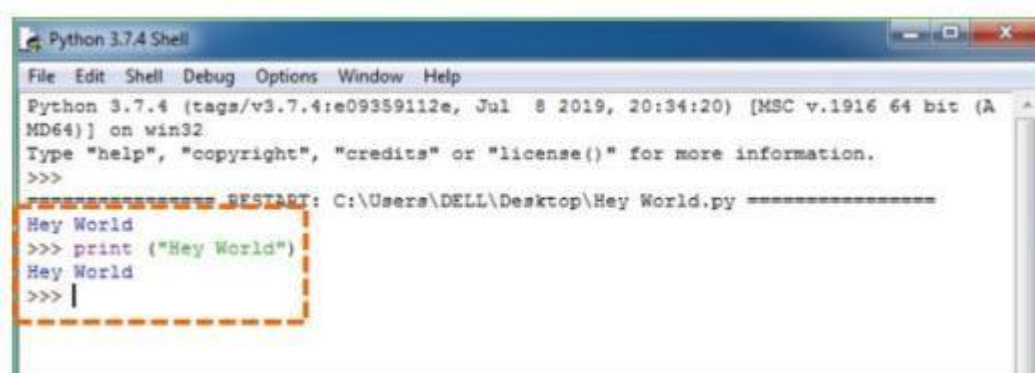 Python 3.7.4 Shell
File Edit Shell Debug Options Window Help
Python 3.7.4 (tags/v3.7.4:e09359112e, Jul  8 2019, 20:34:20) [MSC v.1916 64 bit (A
MD64)] on win32
Type "help", "copyright", "credits" or "license()" for more information.
>>>
================ RESTART: C:\Users\DELL\Desktop\Hey World.py ================
Hey World
>>> print ("Hey World")
Hey World
>>>